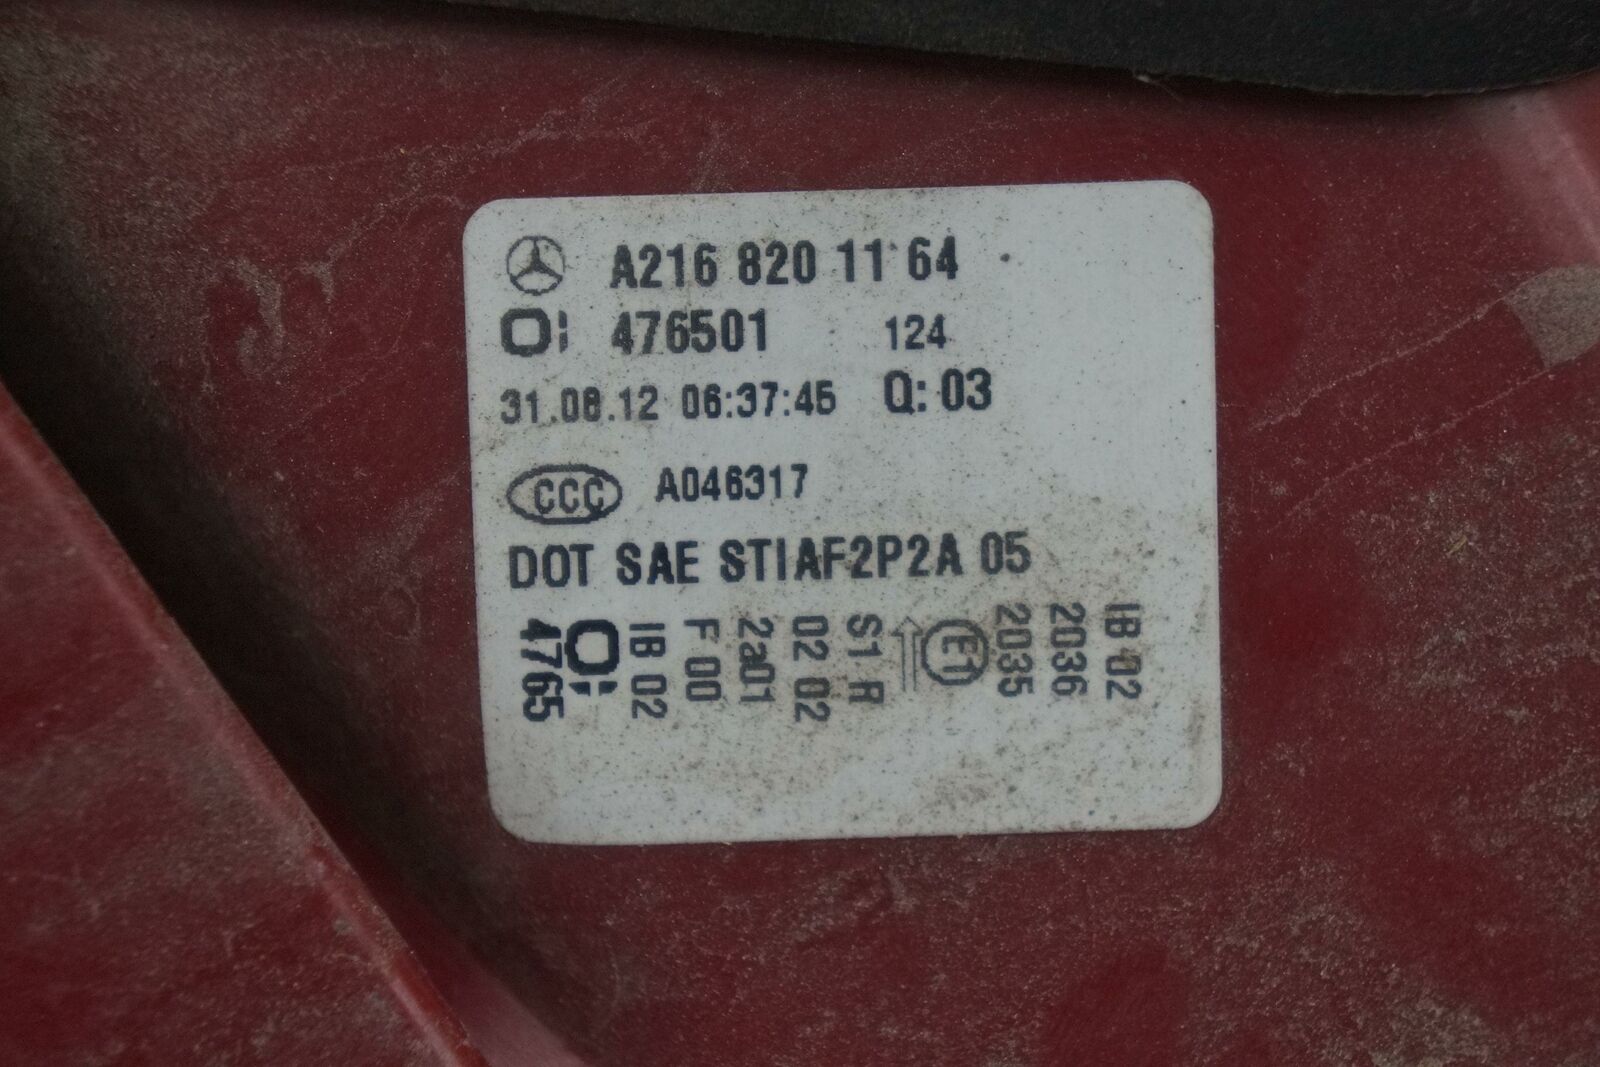 A216 820 11 64
476501 124
31.08.12 06:37:45 Q: 03
CCC A046317
DOT SAE STIAF2P2A 05
IB 02
2036
2035
E1
S1 R
02 02
2a01
F 00
IB 02
4765